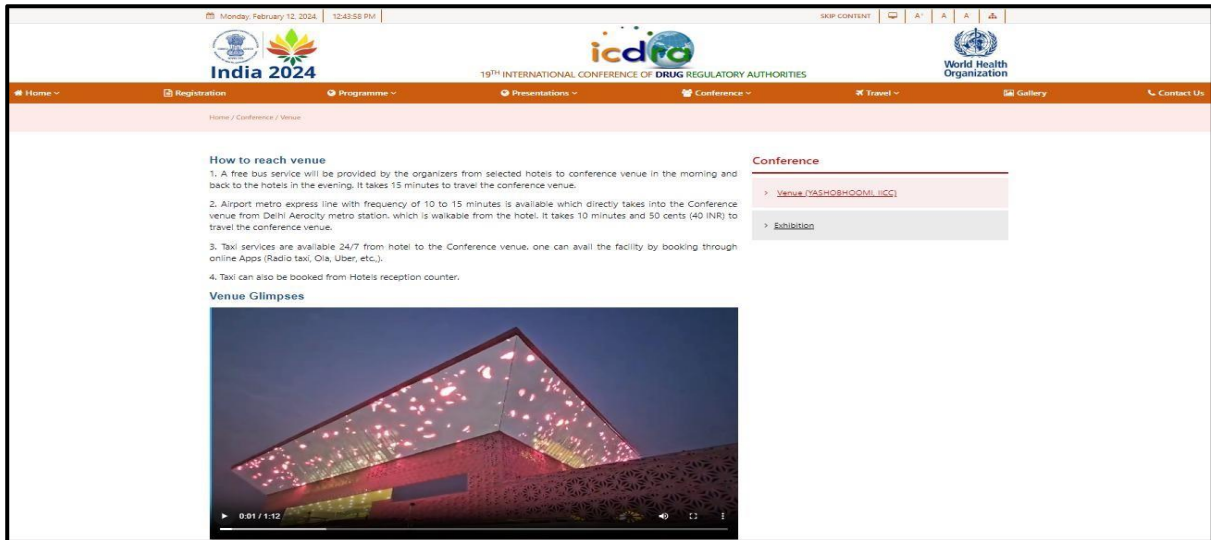 Monday, February 12, 2024. 12:43:58 PM SKIP CONTENT A+ A A
India 2024
icdra
19TH INTERNATIONAL CONFERENCE OF DRUG REGULATORY AUTHORITIES
World Health
Organization
Home Registration Programme Presentations Conference Travel Gallery Contact Us
Home / Conference / Venue
How to reach venue
1. A free bus service will be provided by the organizers from selected hotels to conference venue in the morning and
back to the hotels in the evening. It takes 15 minutes to travel the conference venue.
2. Airport metro express line with frequency of 10 to 15 minutes is available which directly takes into the Conference
venue from Delhi Aerocity metro station. which is walkable from the hotel. It takes 10 minutes and 50 cents (40 INR) to
travel the conference venue.
3. Taxi services are available 24/7 from hotel to the Conference venue. one can avail the facility by booking through
online Apps (Radio taxi, Ola, Uber, etc.,).
4. Taxi can also be booked from Hotels reception counter.
Venue Glimpses
0:01 / 1:12
Conference
> Venue (YASHOBHOOMI, IICC)
> Exhibition